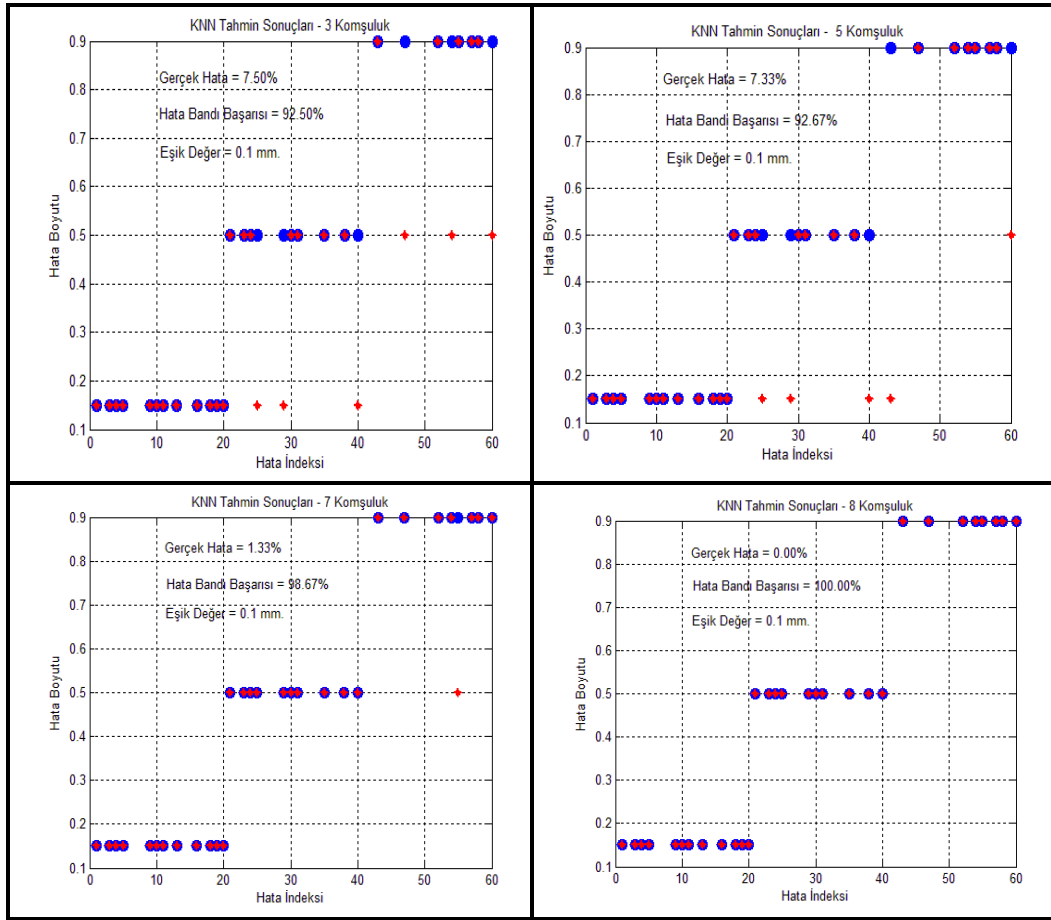 KNN Tahmin Sonuçları - 3 Komşuluk
0.9
0.8
0.7
0.6
0.5
0.4
0.3
0.2
0.1
Hata Boyutu
Gerçek Hata = 7.50%
Hata Bandı Başarısı = 92.50%
Eşik Değer = 0.1 mm.
0 10 20 30 40 50 60
Hata İndeksi
KNN Tahmin Sonuçları - 5 Komşuluk
0.9
0.8
0.7
0.6
0.5
0.4
0.3
0.2
0.1
Hata Boyutu
Gerçek Hata = 7.33%
Hata Bandı Başarısı = 92.67%
Eşik Değer = 0.1 mm.
0 10 20 30 40 50 60
Hata İndeksi
KNN Tahmin Sonuçları - 7 Komşuluk
0.9
0.8
0.7
0.6
0.5
0.4
0.3
0.2
0.1
Hata Boyutu
Gerçek Hata = 1.33%
Hata Bandı Başarısı = 98.67%
Eşik Değer = 0.1 mm.
0 10 20 30 40 50 60
Hata İndeksi
KNN Tahmin Sonuçları - 8 Komşuluk
0.9
0.8
0.7
0.6
0.5
0.4
0.3
0.2
0.1
Hata Boyutu
Gerçek Hata = 0.00%
Hata Bandı Başarısı = 100.00%
Eşik Değer = 0.1 mm.
0 10 20 30 40 50 60
Hata İndeksi